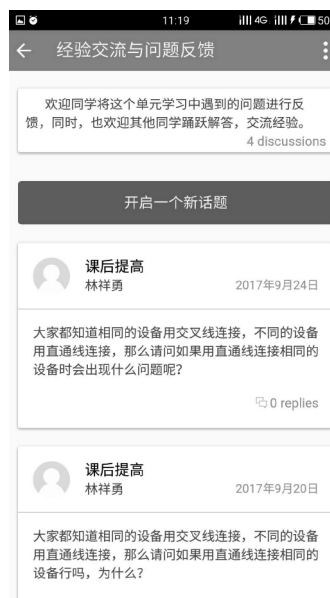 11:19
4G
50
经验交流与问题反馈
欢迎同学将这个单元学习中遇到的问题进行反
馈，同时，也欢迎其他同学踊跃解答，交流经验。
4 discussions
开启一个新话题
课后提高
林祥勇
2017年9月24日
大家都知道相同的设备用交叉线连接，不同的设备
用直通线连接，那么请问如果用直通线连接相同的
设备时会出现什么问题呢？
0 replies
课后提高
林祥勇
2017年9月20日
大家都知道相同的设备用交叉线连接，不同的设备
用直通线连接，那么请问如果用直通线连接相同的
设备行吗，为什么？